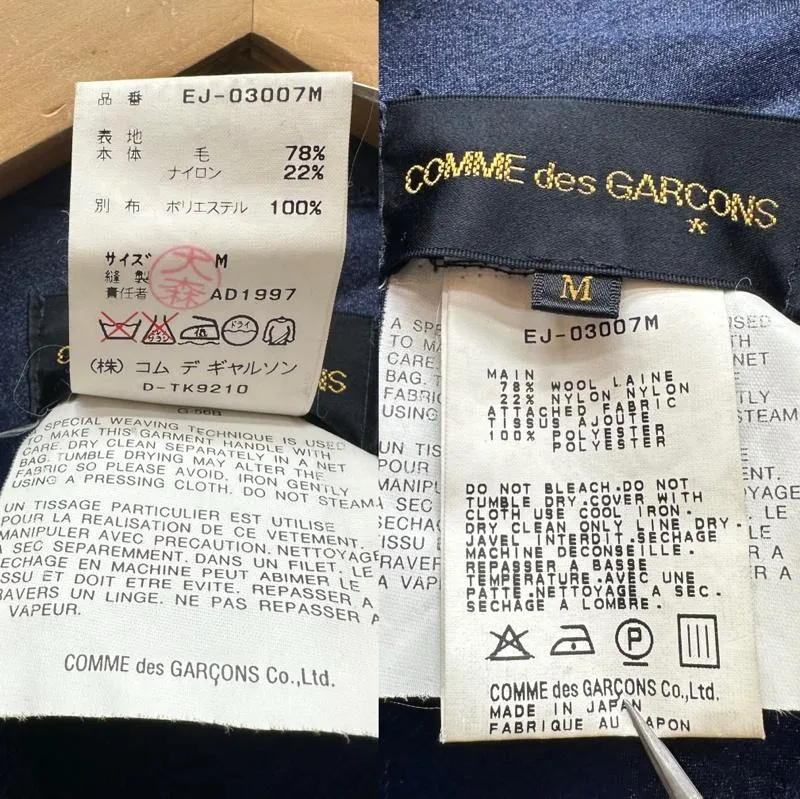 品番 EJ-03007M
表地
本体 毛 78%
ナイロン 22%
別布 ポリエステル 100%
サイズ M
縫製
責任者 AD1997
大森
ドライ
(株) コム デ ギャルソン
D-TK9210
G-56B
SPECIAL WEAVING TECHNIQUE IS USED
TO MAKE THIS GARMENT HANDLE WITH
CARE. DRY CLEAN SEPARATELY IN A NET
BAG. TUMBLE DRYING MAY ALTER THE
FABRIC SO PLEASE AVOID. IRON GENTLY
USING A PRESSING CLOTH. DO NOT STEAM
UN TISSAGE PARTICULIER EST UTILISE
POUR LA REALISATION DE CE VETEMENT.
MANIPULER AVEC PRECAUTION. NETTOYAGE
A SEC SEPAREMMENT. DANS UN FILET. LE
SECHAGE EN MACHINE PEUT ABIMER LE
TISSU ET DOIT ETRE EVITE. REPASSER A
TRAVERS UN LINGE. NE PAS REPASSER A
VAPEUR.
COMME des GARÇONS Co.,Ltd.
COMME des GARCONS
*
M
EJ-03007M
MAIN
78% WOOL LAINE
22% NYLON NYLON
ATTACHED FABRIC
TISSUS AJOUTE
100% POLYESTER
POLYESTER
DO NOT BLEACH.DO NOT
TUMBLE DRY.COVER WITH
CLOTH USE COOL IRON.
DRY CLEAN ONLY LINE DRY.
JAVEL INTERDIT.SECHAGE
MACHINE DECONSEILLE.
REPASSER A BASSE
TEMPERATURE.AVEC UNE
PATTE.NETTOYAGE A SEC.
SECHAGE A LOMBRE.
P
COMME des GARÇONS Co.,Ltd.
MADE IN JAPAN
FABRIQUE AU JAPON